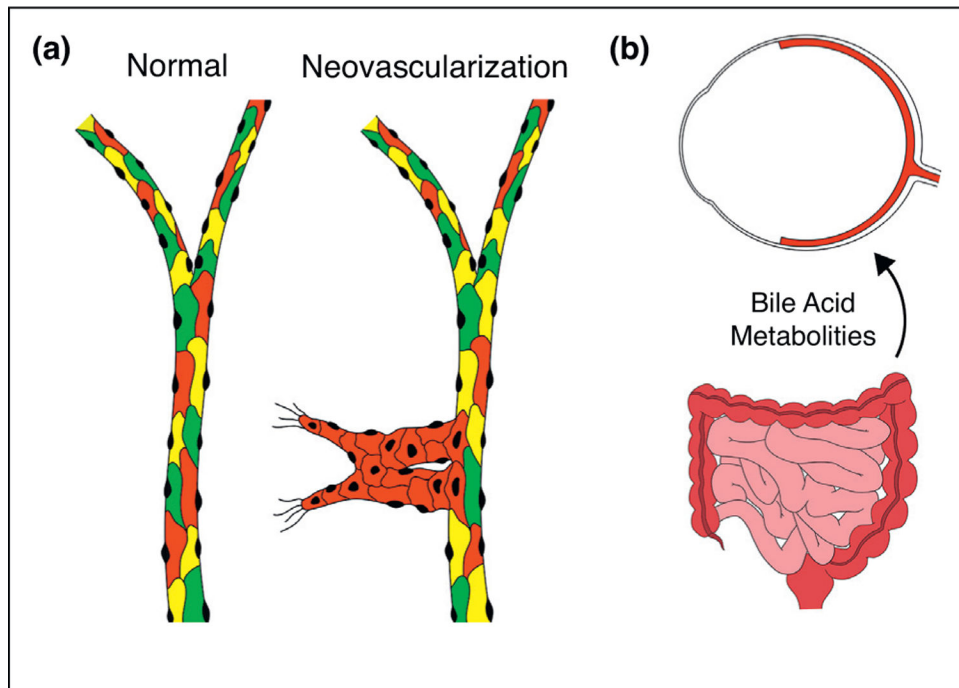 (a)
Normal
Neovascularization
(b)
Bile Acid
Metabolities